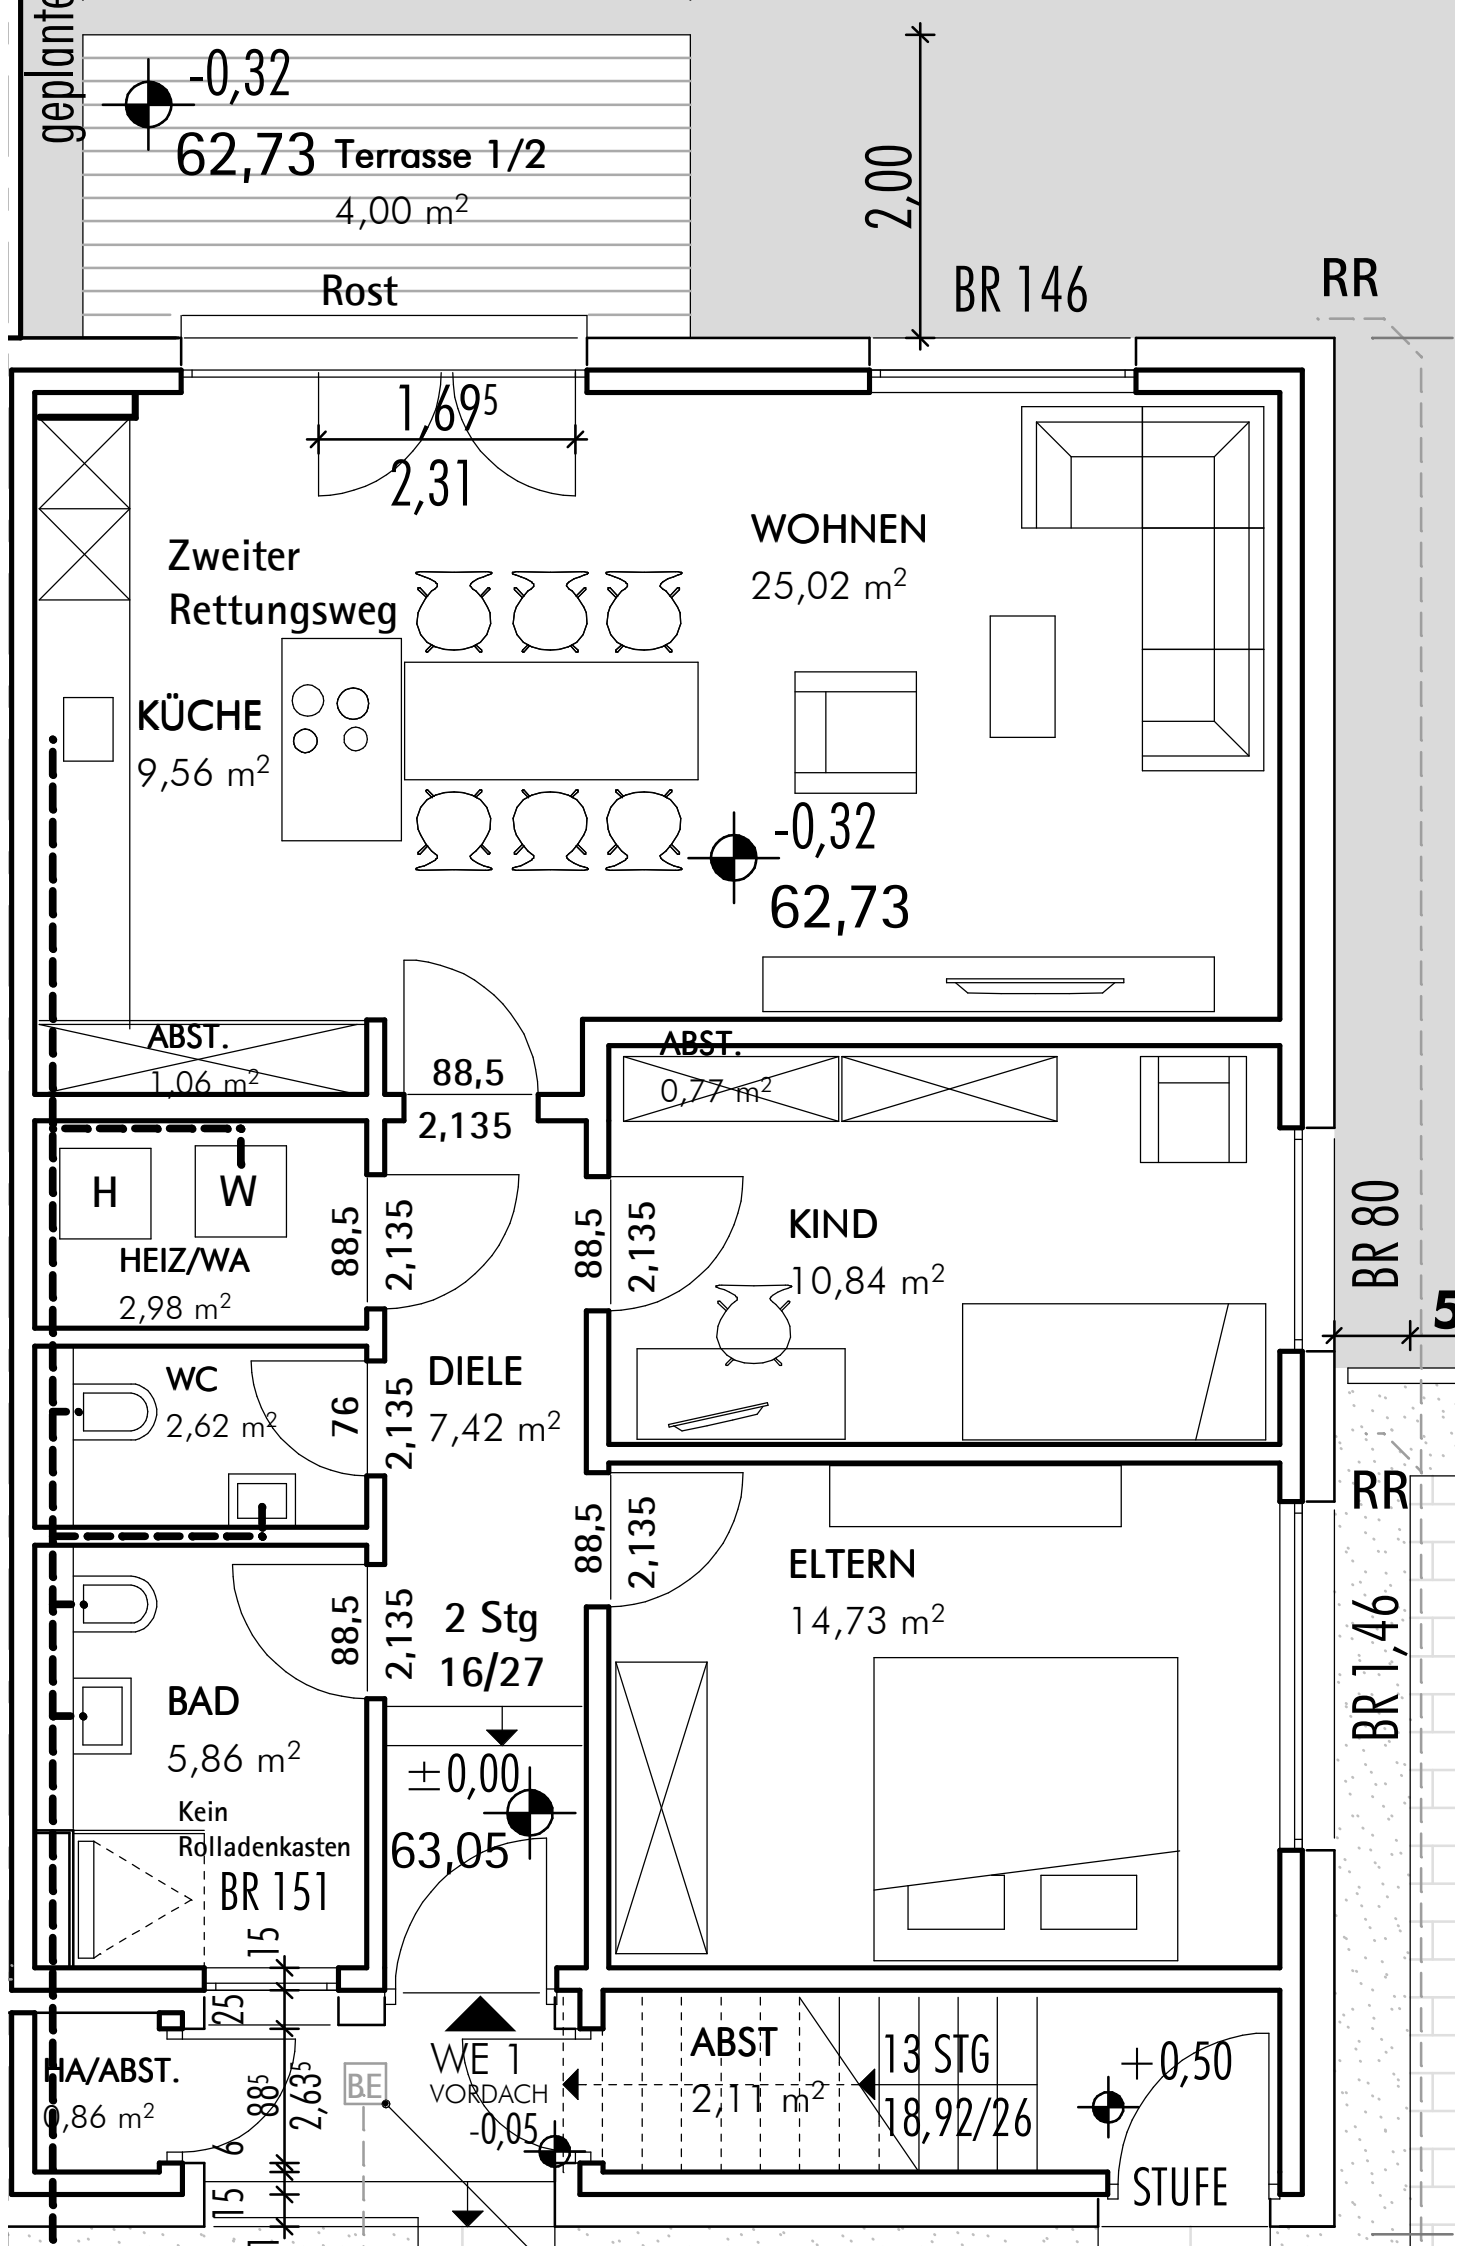 geplante
-0,32
62,73 Terrasse 1/2
4,00 m²
2,00
Rost
BR 146
RR
1,69⁵
2,31
Zweiter
Rettungsweg
WOHNEN
25,02 m²
KÜCHE
9,56 m²
-0,32
62,73
ABST.
1,06 m²
88,5
2,135
ABST.
0,77 m²
H
W
HEIZ/WA
2,98 m²
88,5
2,135
88,5
2,135
KIND
10,84 m²
BR 80
5
WC
2,62 m²
76
2,135
DIELE
7,42 m²
RR
88,5
2,135
ELTERN
14,73 m²
BR 1,46
88,5
2,135
2 Stg
16/27
BAD
5,86 m²
Kein
Rolladenkasten
BR 151
±0,00
63,05
15
25
88⁵
2,63⁵
6
15
HA/ABST.
0,86 m²
BE
WE 1
VORDACH
-0,05
ABST
2,11 m²
13 STG
18,92/26
+0,50
STUFE